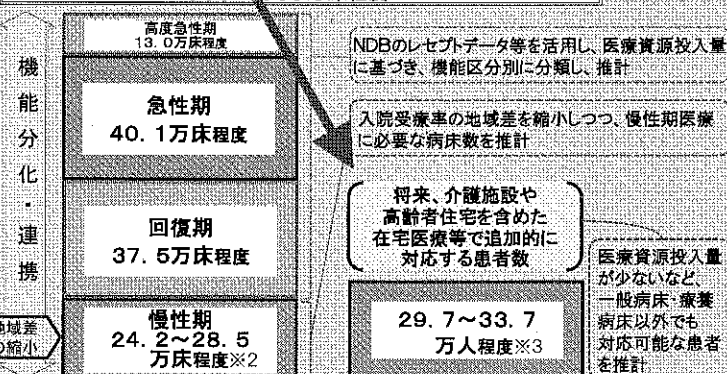 機
能
分
化
・
連
携
高度急性期
13.0万床程度
急性期
40.1万床程度
回復期
37.5万床程度
慢性期
24.2～28.5
万床程度※2
地域差
の縮小
NDBのレセプトデータ等を活用し、医療資源投入量
に基づき、機能区分別に分類し、推計
入院受療率の地域差を縮小しつつ、慢性期医療
に必要な病床数を推計
将来、介護施設や
高齢者住宅を含めた
在宅医療等で追加的に
対応する患者数
29.7～33.7
万人程度※3
医療資源投入量
が少ないなど、
一般病床・療養
病床以外でも
対応可能な患者
を推計